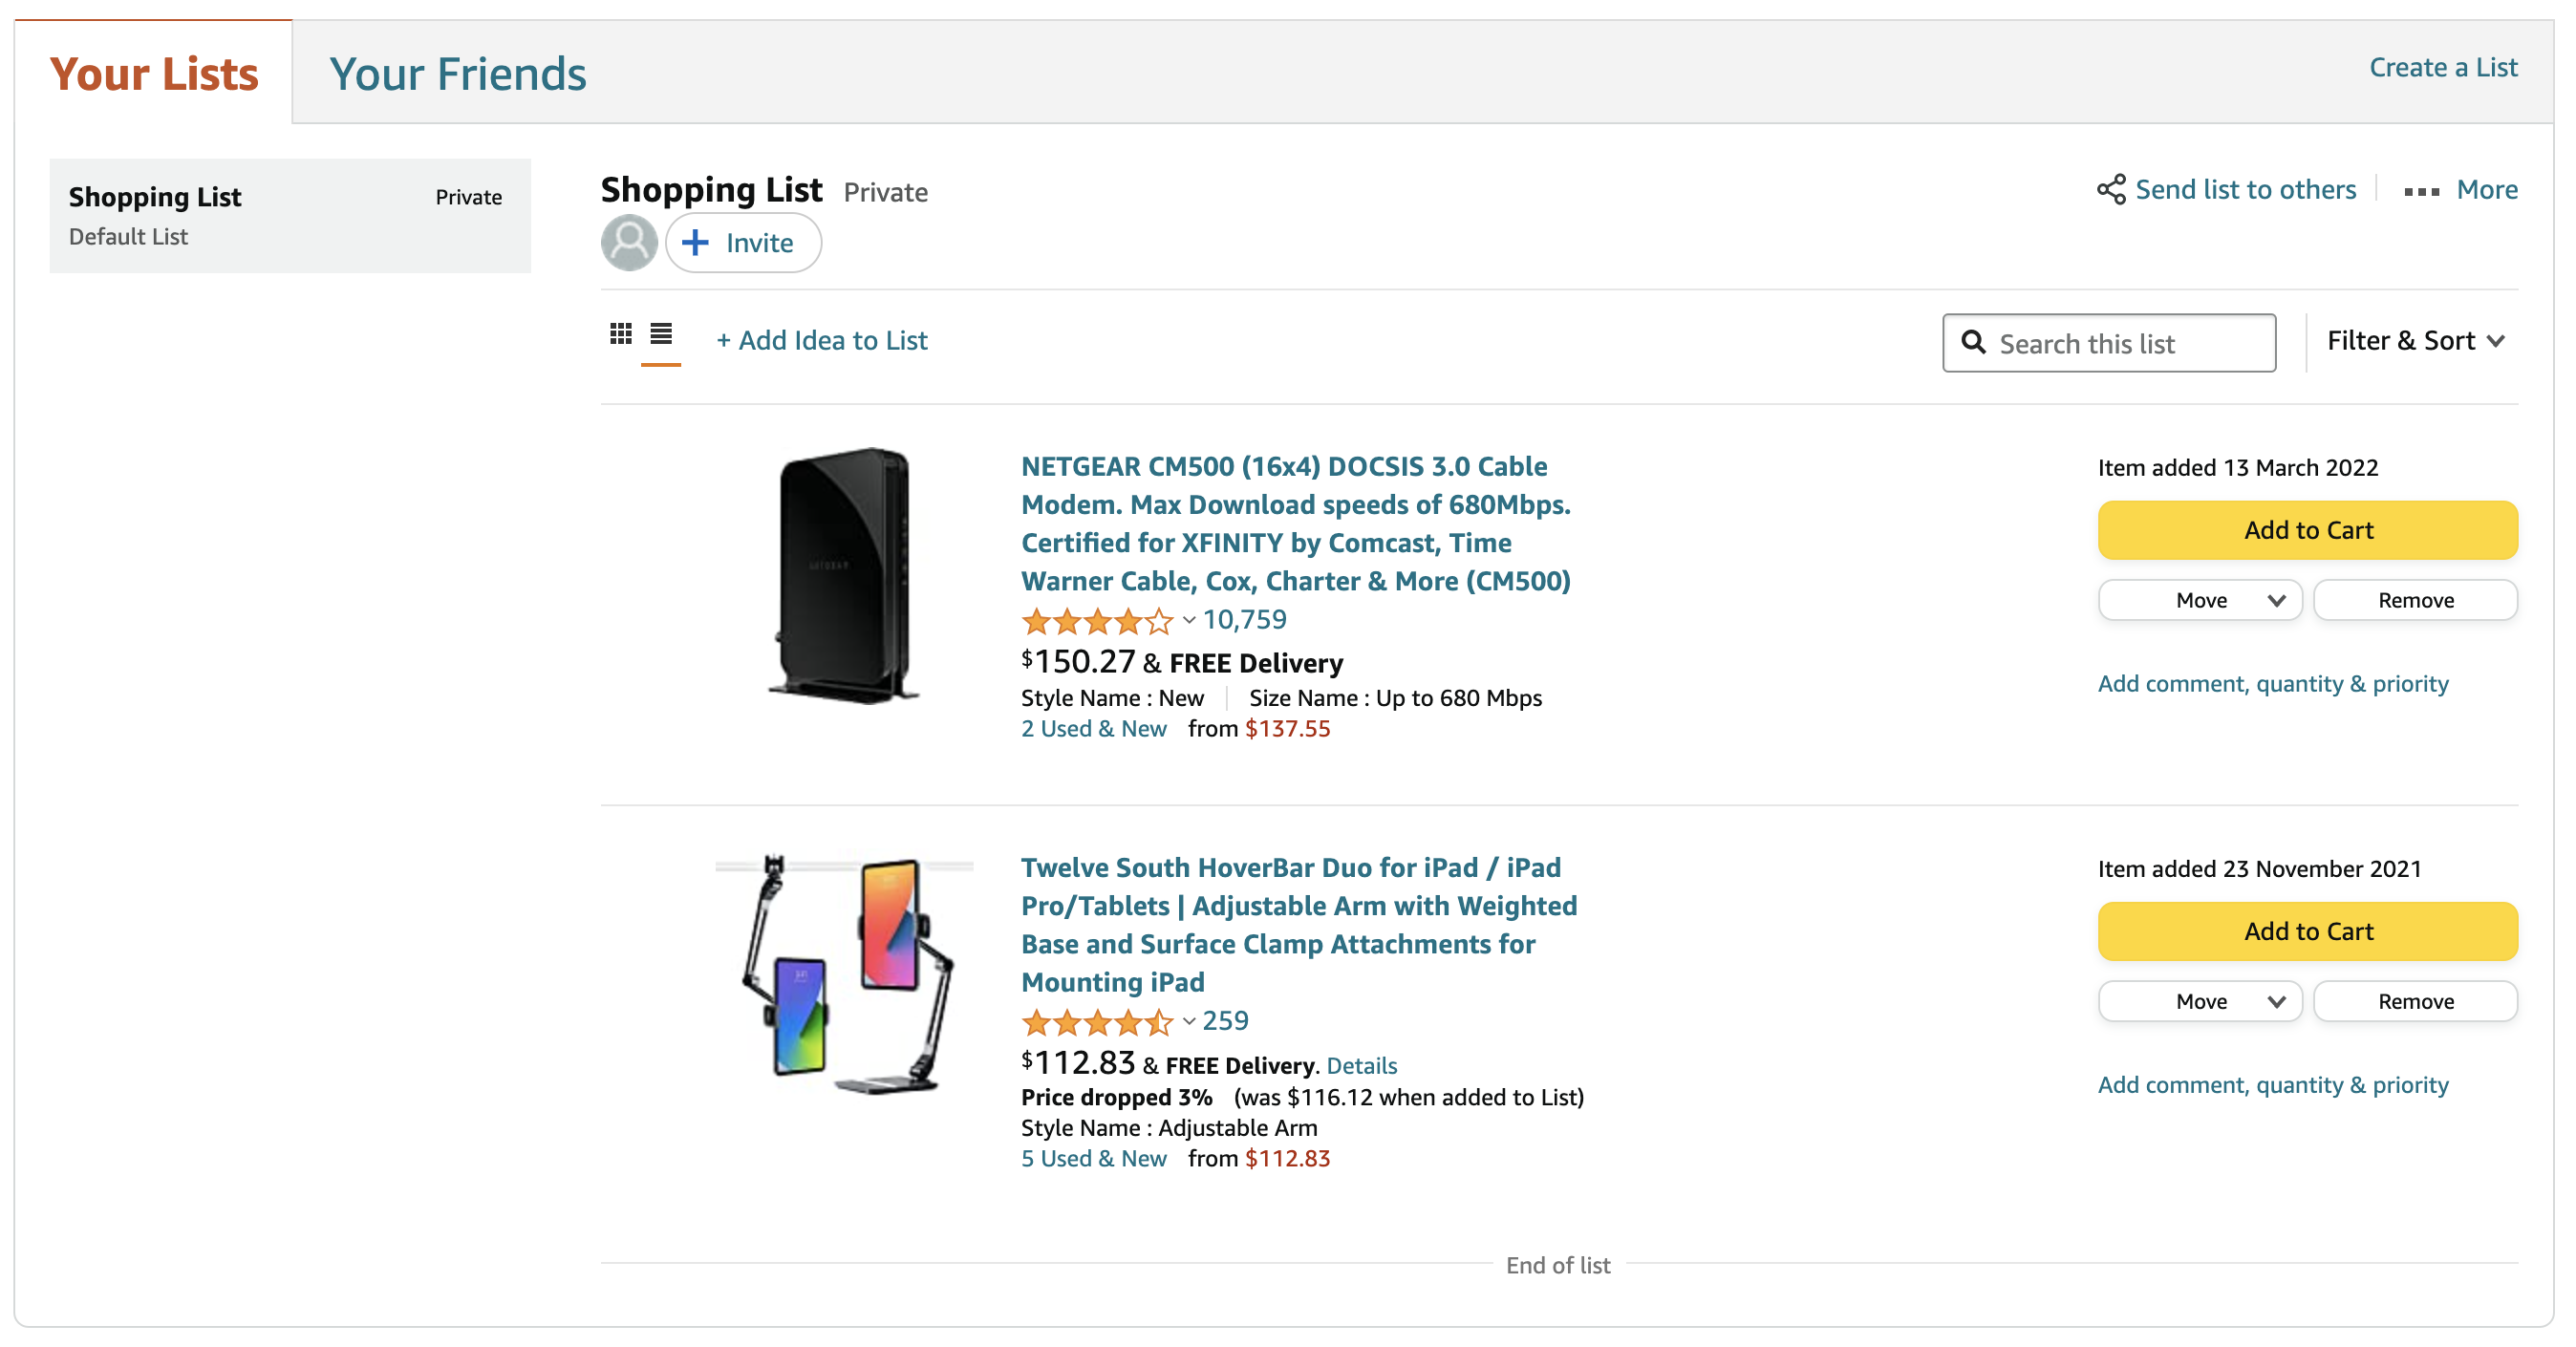 Your Lists
Your Friends
Create a List
Shopping List
Private
Default List
Shopping List Private
Send list to others
More
Invite
+ Add Idea to List
Search this list
Filter & Sort
NETGEAR
NETGEAR CM500 (16x4) DOCSIS 3.0 Cable
Modem. Max Download speeds of 680Mbps.
Certified for XFINITY by Comcast, Time
Warner Cable, Cox, Charter & More (CM500)
10,759
$150.27 & FREE Delivery
Style Name : New | Size Name : Up to 680 Mbps
2 Used & New from $137.55
Item added 13 March 2022
Add to Cart
Move
Remove
Add comment, quantity & priority
Twelve South HoverBar Duo for iPad / iPad
Pro/Tablets | Adjustable Arm with Weighted
Base and Surface Clamp Attachments for
Mounting iPad
259
$112.83 & FREE Delivery. Details
Price dropped 3% (was $116.12 when added to List)
Style Name : Adjustable Arm
5 Used & New from $112.83
Item added 23 November 2021
Add to Cart
Move
Remove
Add comment, quantity & priority
End of list